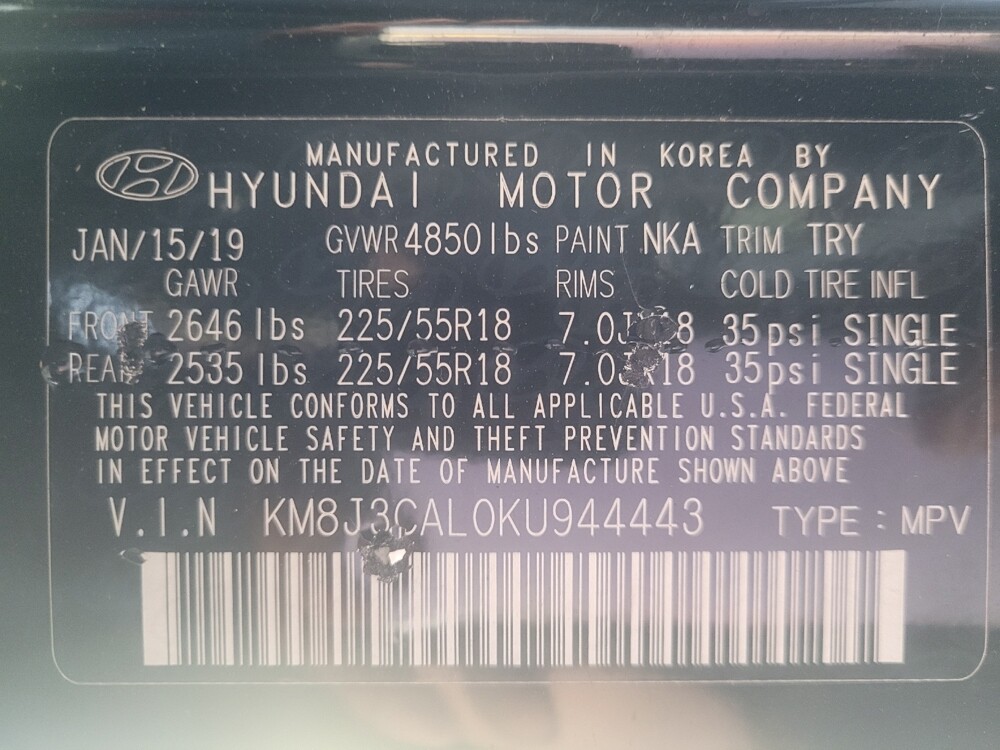 MANUFACTURED IN KOREA BY
HYUNDAI MOTOR COMPANY
JAN/15/19 GVWR 4850 lbs PAINT NKA TRIM TRY
GAWR TIRES RIMS COLD TIRE INFL
FRONT 2646 lbs 225/55R18 35psi SINGLE
REAR 2535 lbs 225/55R18 35psi SINGLE
THIS VEHICLE CONFORMS TO ALL APPLICABLE U.S.A. FEDERAL
MOTOR VEHICLE SAFETY AND THEFT PREVENTION STANDARDS
IN EFFECT ON THE DATE OF MANUFACTURE SHOWN ABOVE
V.I.N KM8J3CAL0KU944443 TYPE : MPV